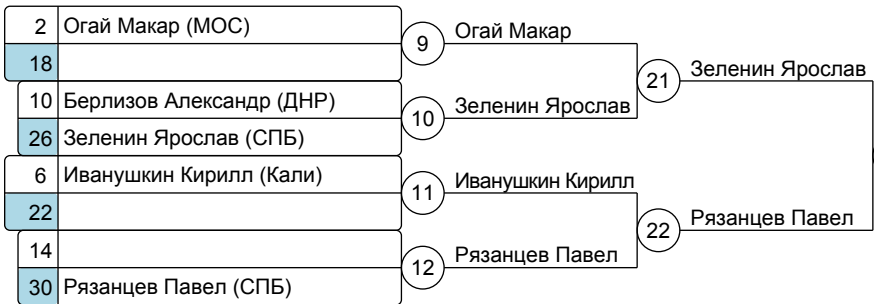 2 Огай Макар (МОС)
9 Огай Макар
18
21 Зеленин Ярослав
10 Берлизов Александр (ДНР)
10 Зеленин Ярослав
26 Зеленин Ярослав (СПБ)
6 Иванушкин Кирилл (Кали)
11 Иванушкин Кирилл
22
22 Рязанцев Павел
14
12 Рязанцев Павел
30 Рязанцев Павел (СПБ)